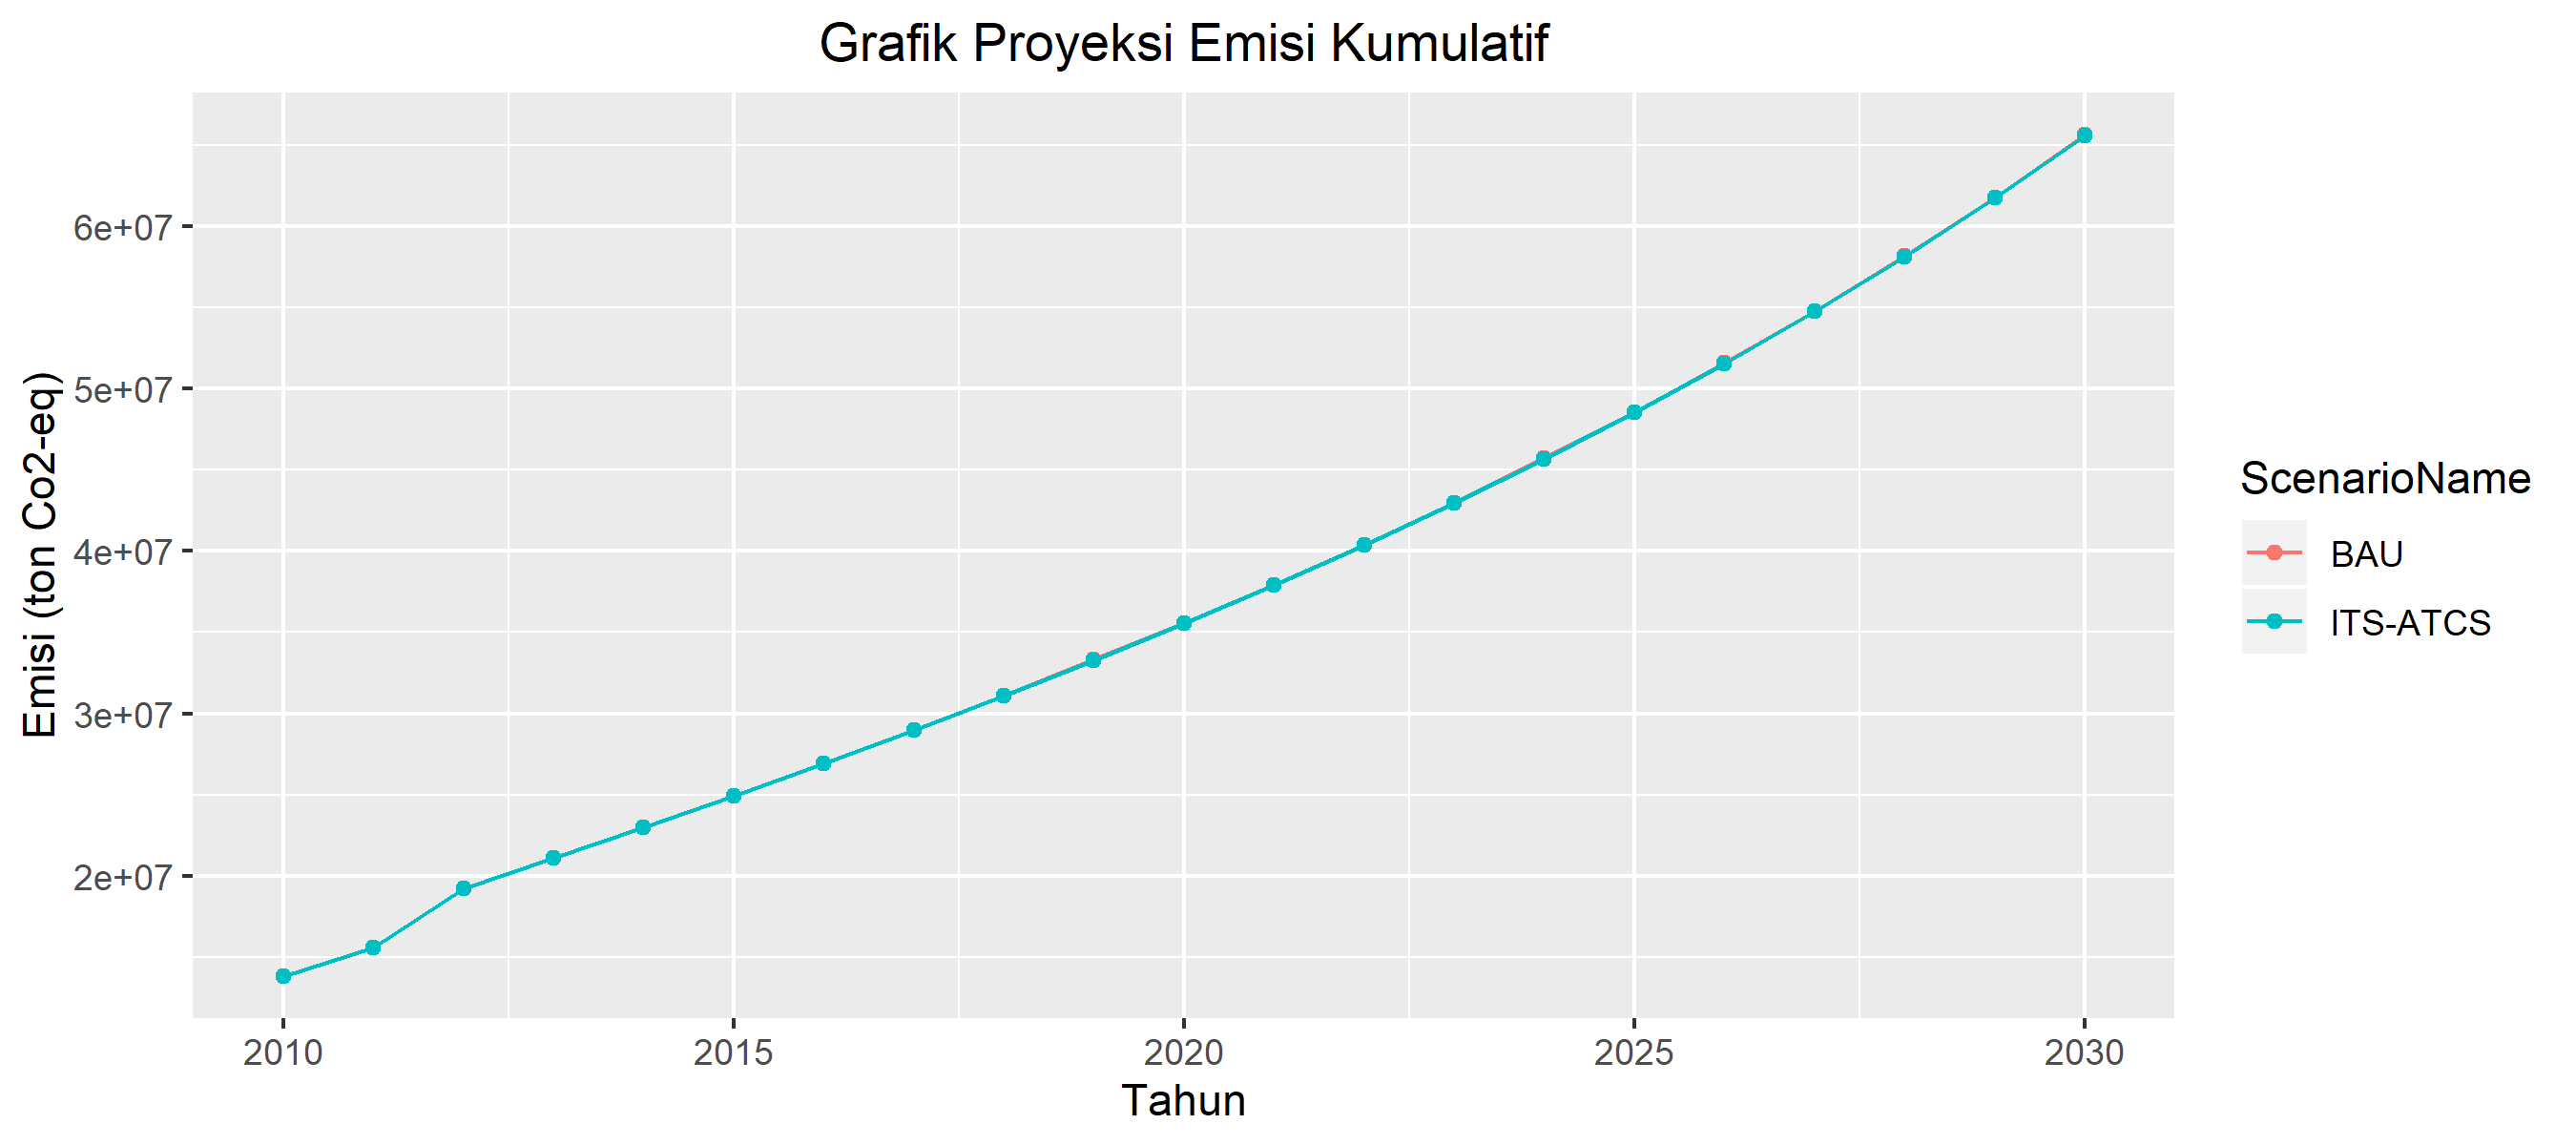 Grafik Proyeksi Emisi Kumulatif
Emisi (ton Co2-eq)
6e+07
5e+07
4e+07
3e+07
2e+07
2010
2015
2020
2025
2030
Tahun
ScenarioName
BAU
ITS-ATCS